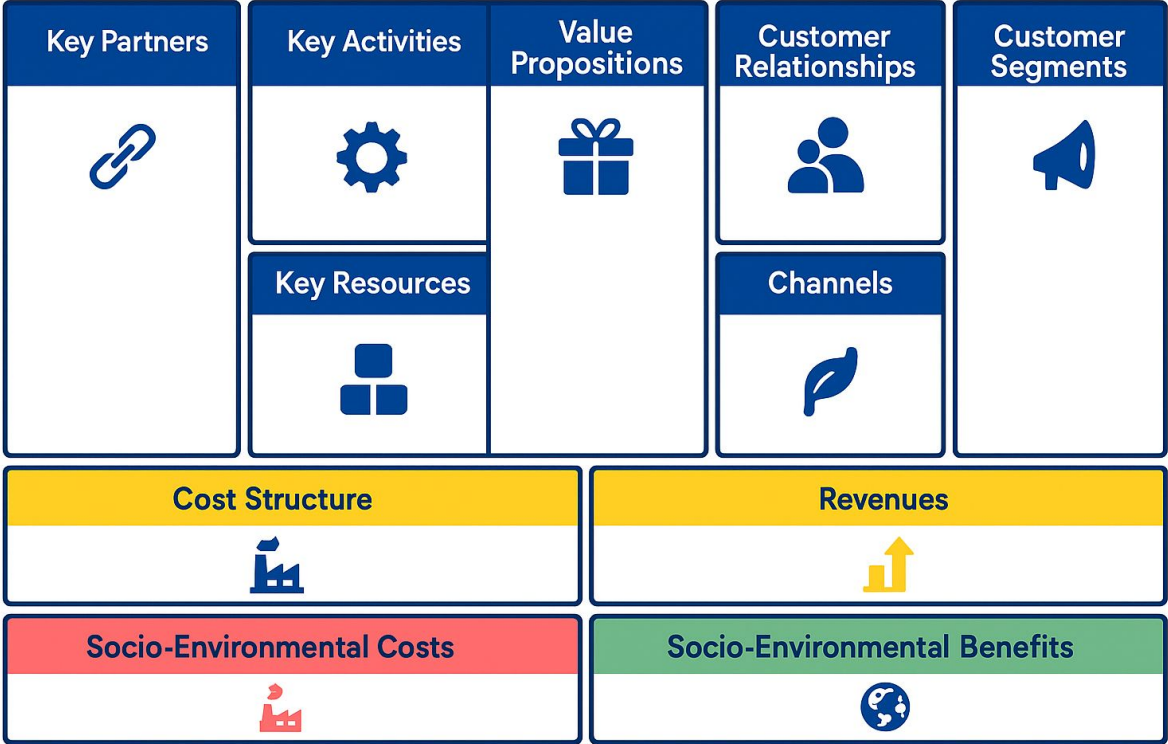 Key Partners
Key Activities
Value
Propositions
Customer
Relationships
Customer
Segments
Key Resources
Channels
Cost Structure
Revenues
Socio-Environmental Costs
Socio-Environmental Benefits